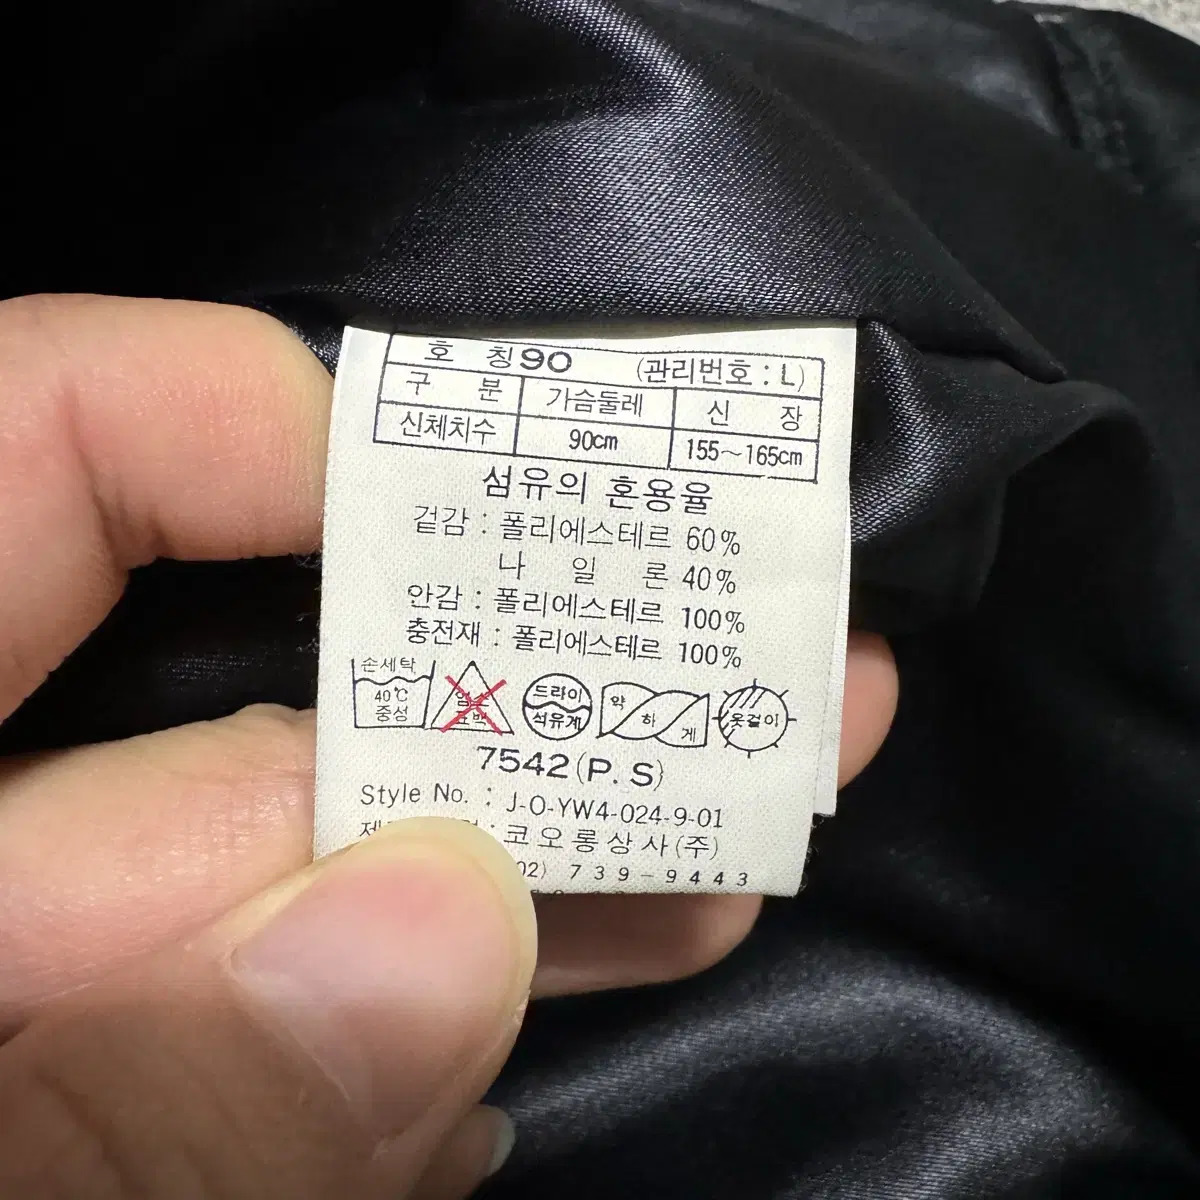 호 칭 90 (관리번호 : L)
구 분 가슴둘레 신 장
신체치수 90cm 155~165cm
섬유의 혼용율
겉감 : 폴리에스테르 60%
나 일 론 40%
안감 : 폴리에스테르 100%
충전재 : 폴리에스테르 100%
손세탁
40℃
중성
드라이
석유계
약 하 게
옷걸이
7542 (P. S)
Style No. : J-O-YW4-024-9-01
: 코오롱상사(주)
02) 739-9443